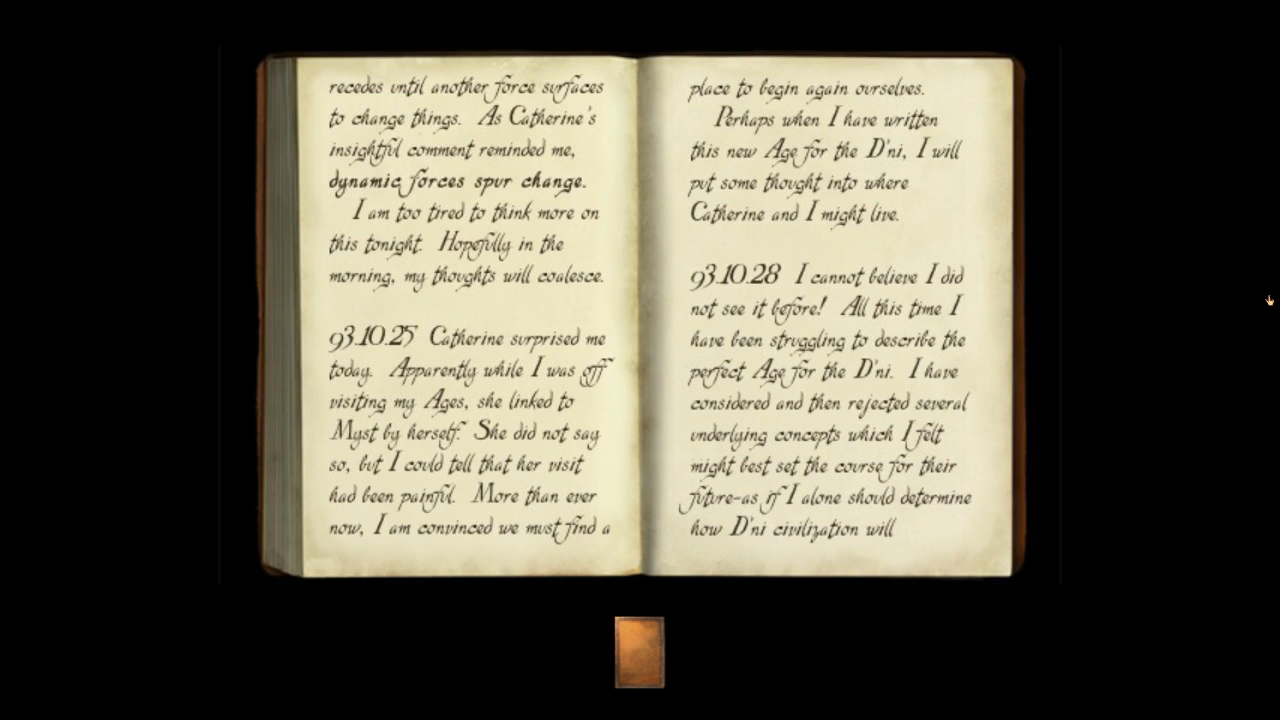 recedes until another force surfaces
to change things. As Catherine's
insightful comment reminded me,
dynamic forces spur change.
I am too tired to think more on
this tonight. Hopefully in the
morning, my thoughts will coalesce.
93.10.25 Catherine surprised me
today. Apparently while I was off
visiting my Ages, she linked to
Myst by herself. She did not say
so, but I could tell that her visit
had been painful. More than ever
now, I am convinced we must find a
place to begin again ourselves.
Perhaps when I have written
this new Age for the D'ni, I will
put some thought into where
Catherine and I might live.
93.10.28 I cannot believe I did
not see it before! All this time I
have been struggling to describe the
perfect Age for the D'ni. I have
considered and then rejected several
underlying concepts which I felt
might best set the course for their
future-as if I alone should determine
how D'ni civilization will